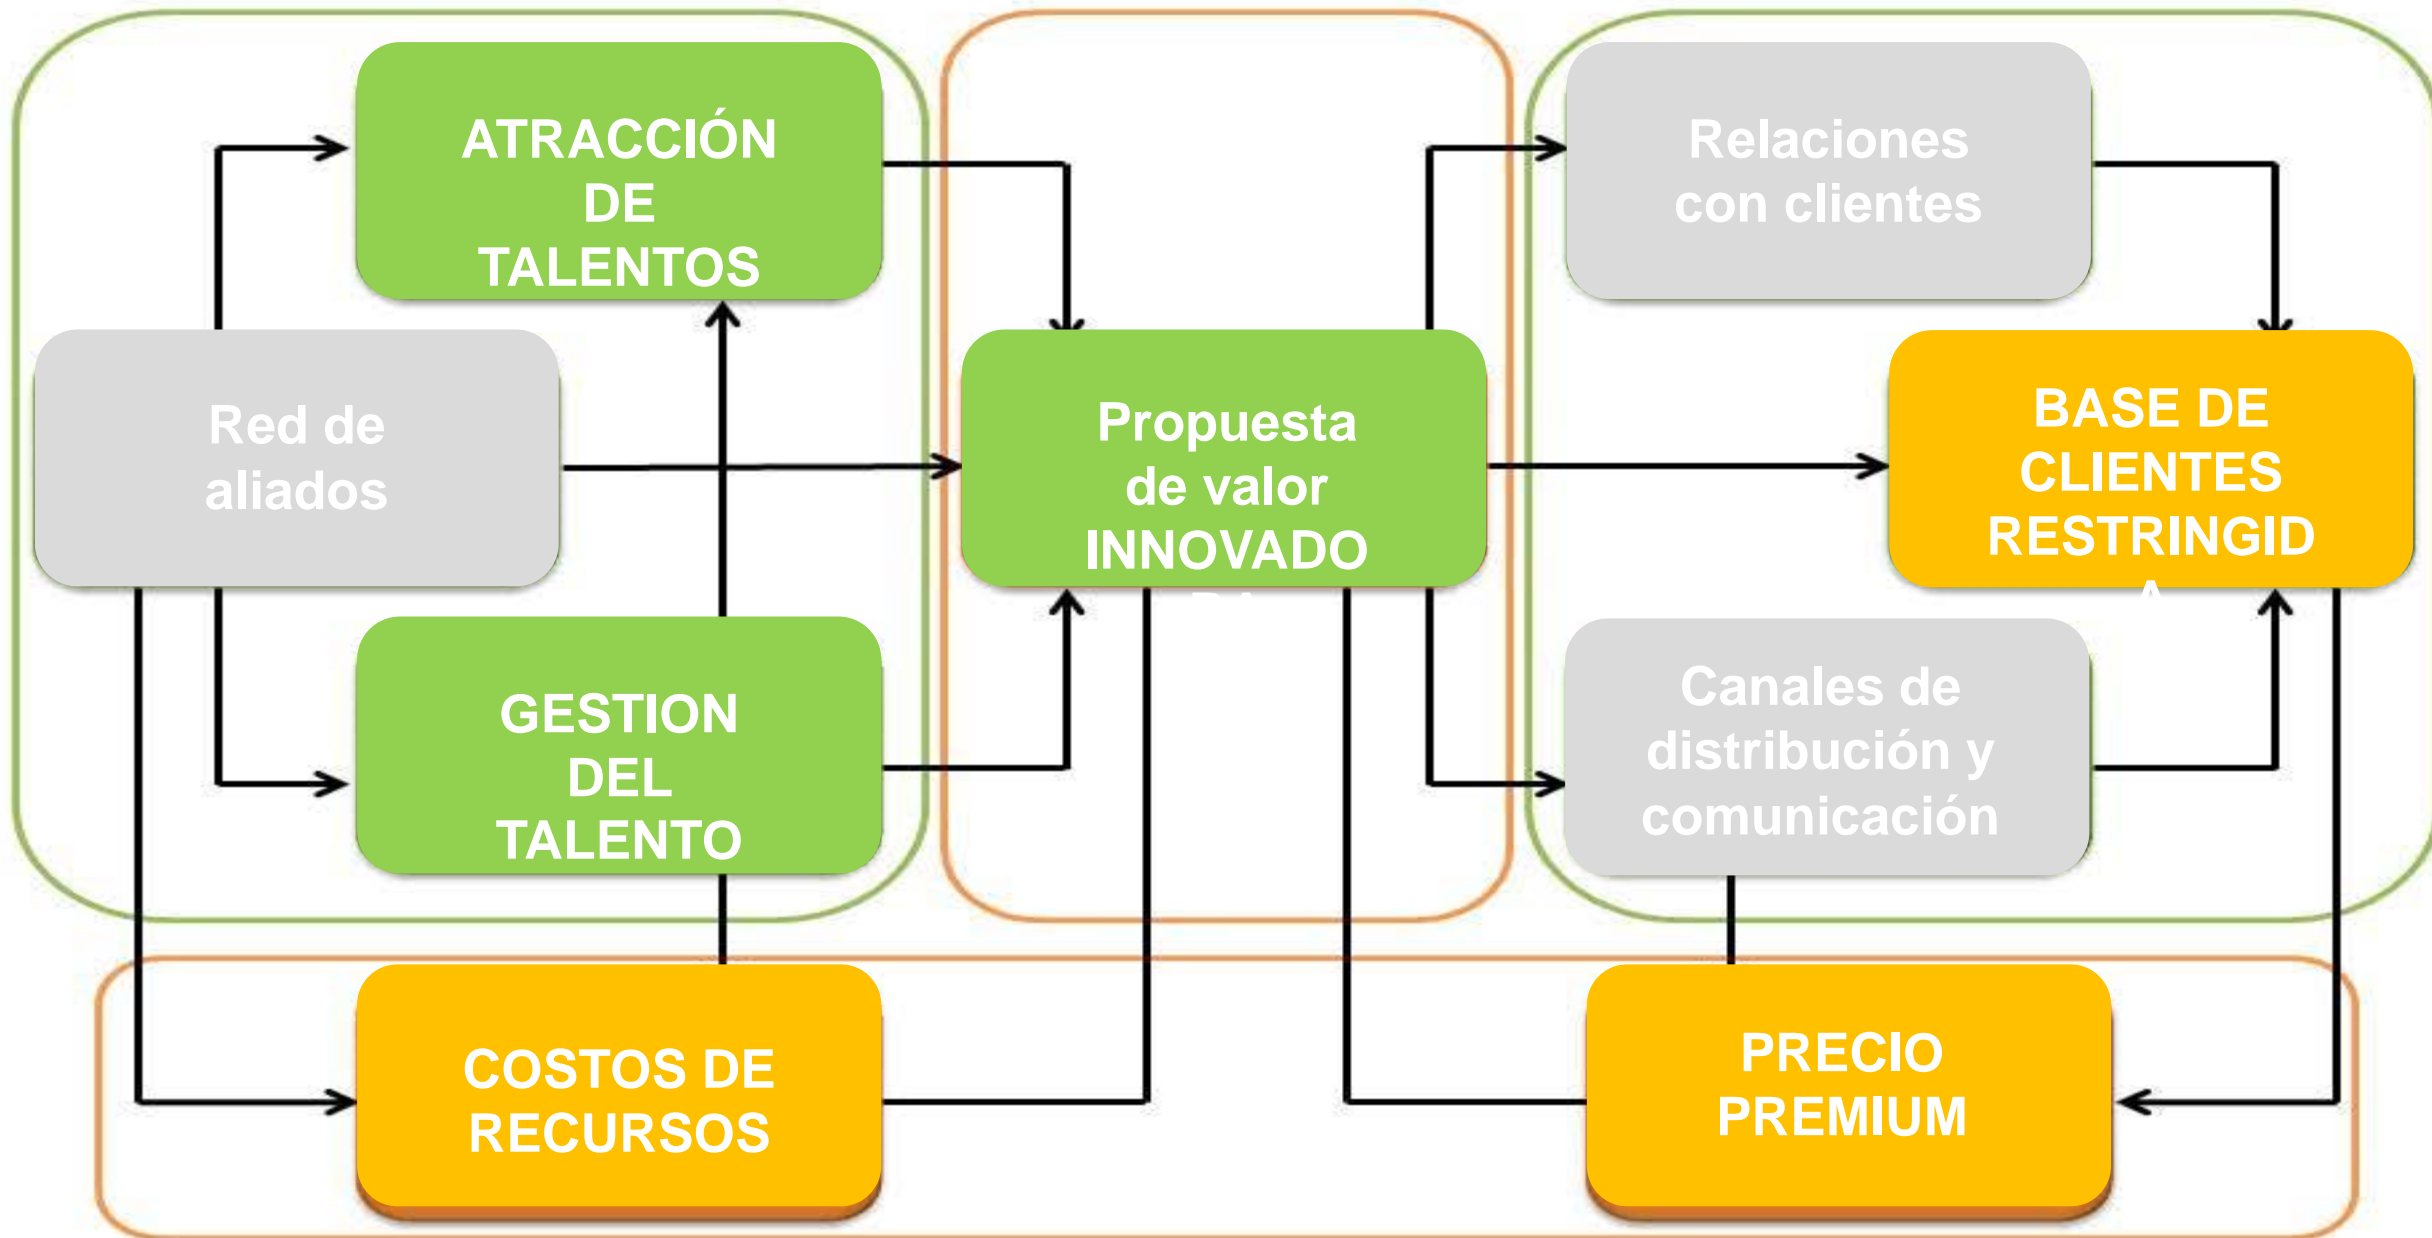 ATRACCIÓN
DE
TALENTOS
Relaciones
con clientes
Red de
aliados
Propuesta
de valor
INNOVADO
RA
BASE DE
CLIENTES
RESTRINGID
A
GESTION
DEL
TALENTO
Canales de
distribución y
comunicación
COSTOS DE
RECURSOS
PRECIO
PREMIUM